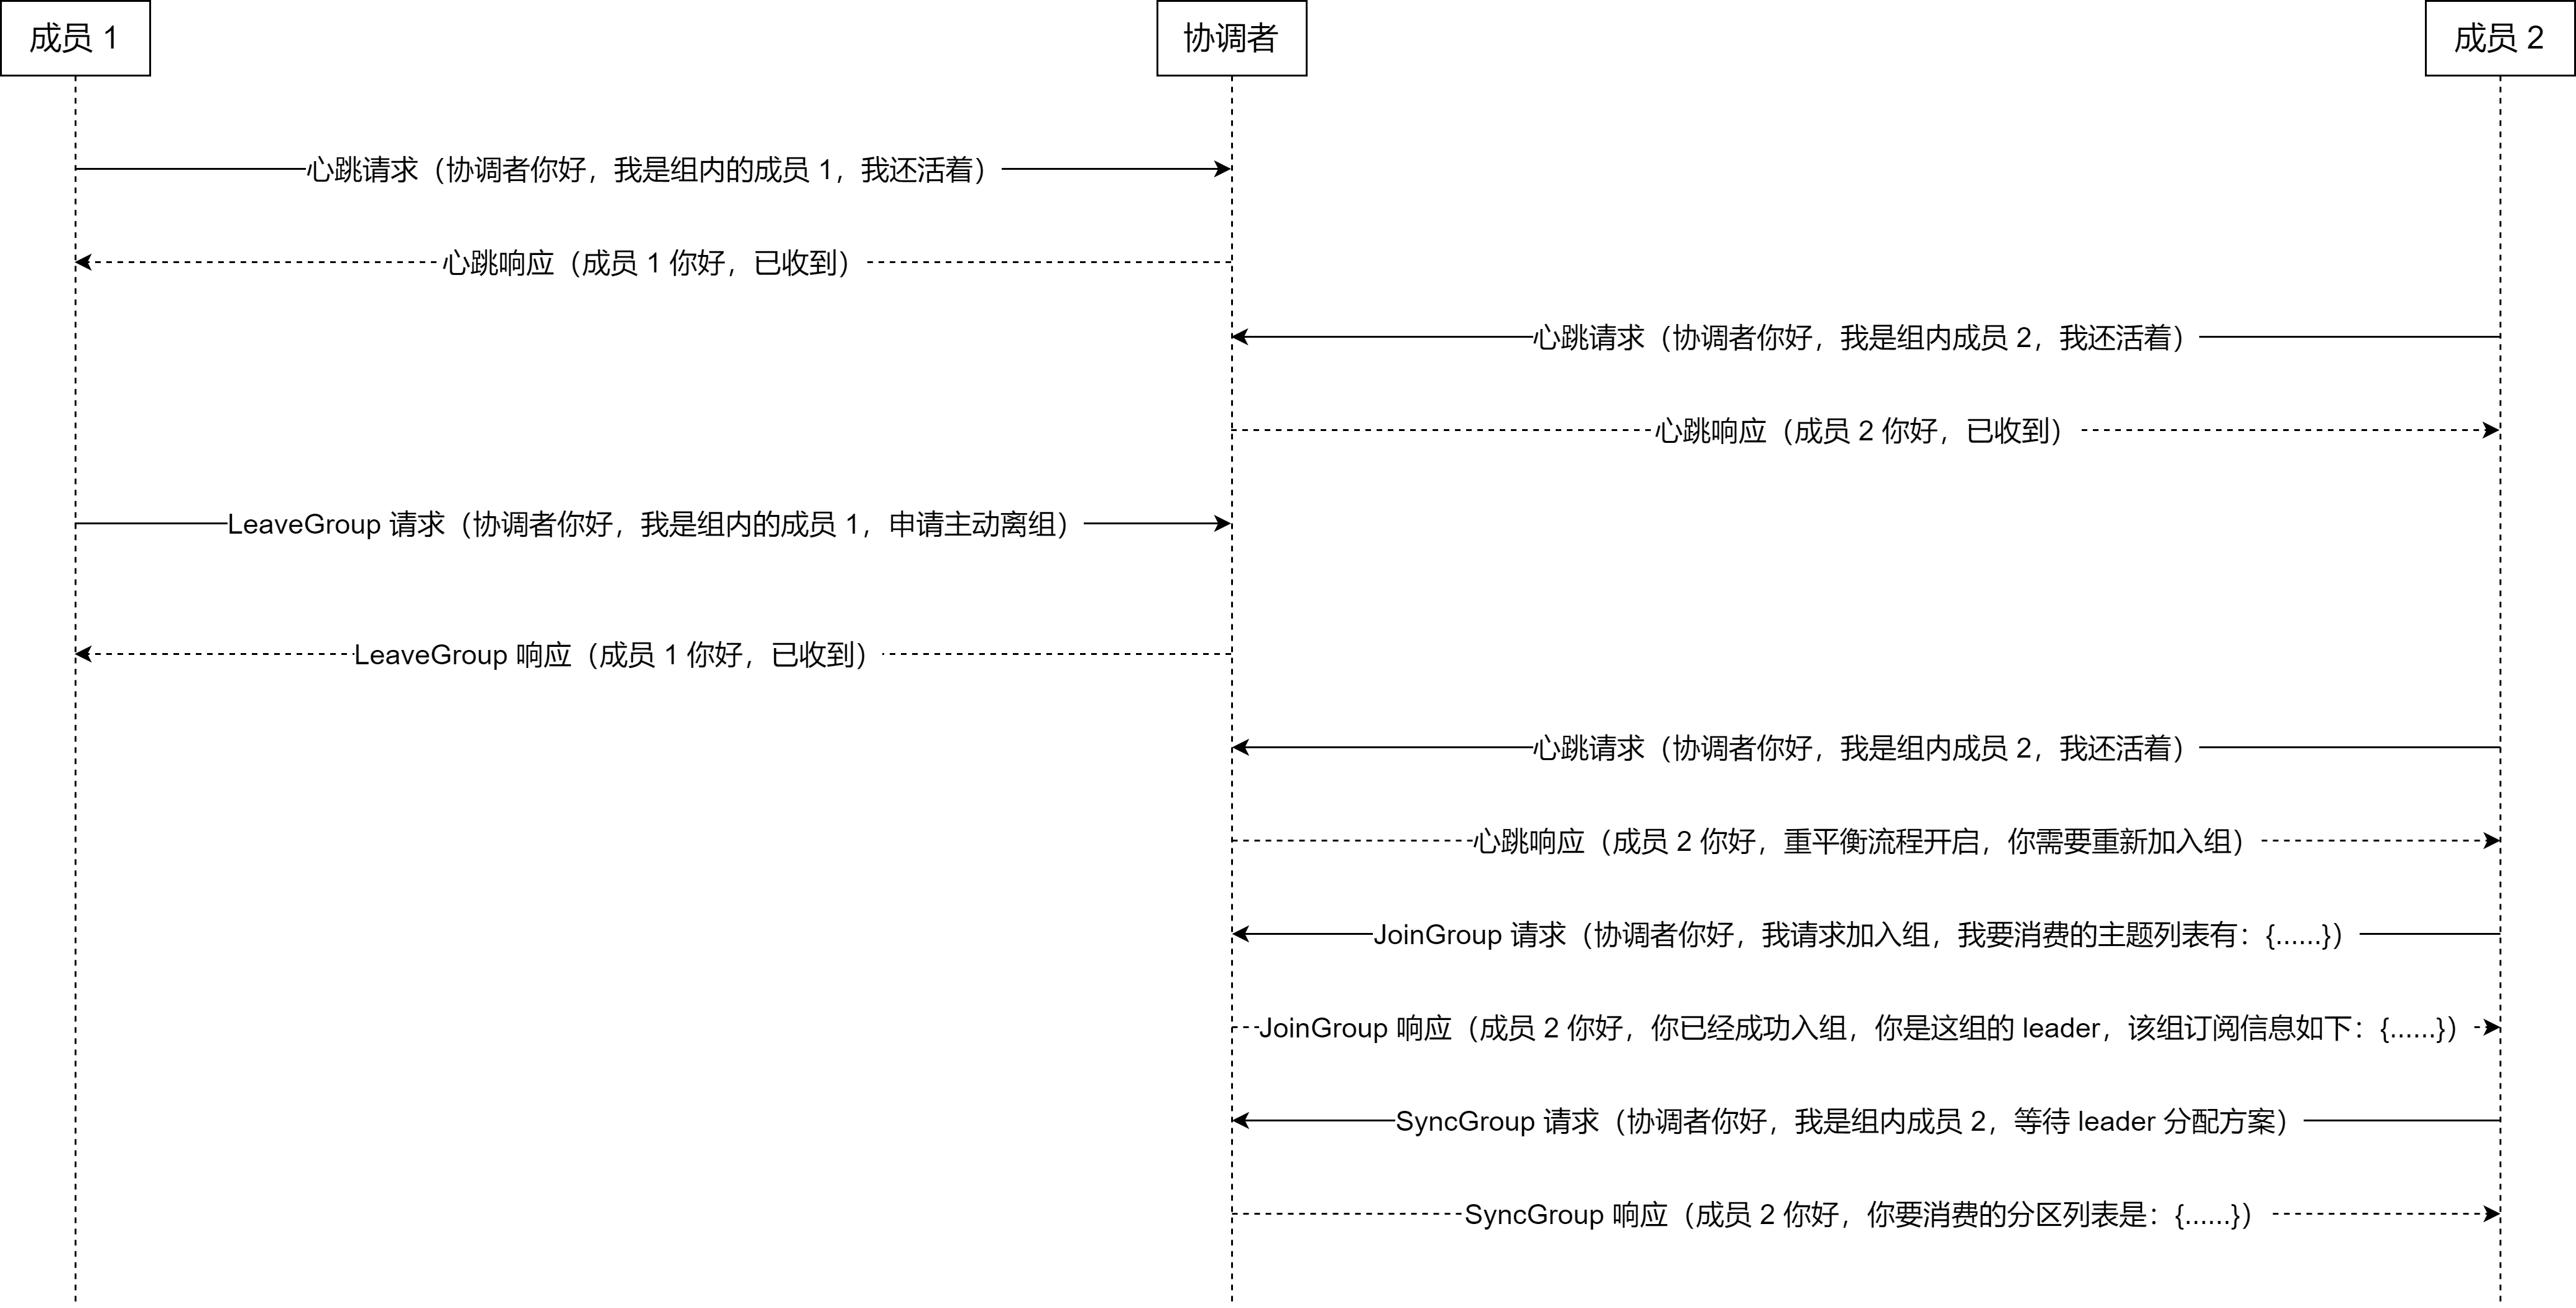 成员 1
协调者
成员 2
心跳请求（协调者你好，我是组内的成员 1，我还活着）
心跳响应（成员 1 你好，已收到）
心跳请求（协调者你好，我是组内成员 2，我还活着）
心跳响应（成员 2 你好，已收到）
LeaveGroup 请求（协调者你好，我是组内的成员 1，申请主动离组）
LeaveGroup 响应（成员 1 你好，已收到）
心跳请求（协调者你好，我是组内成员 2，我还活着）
心跳响应（成员 2 你好，重平衡流程开启，你需要重新加入组）
JoinGroup 请求（协调者你好，我请求加入组，我要消费的主题列表有：{......}）
JoinGroup 响应（成员 2 你好，你已经成功入组，你是这组的 leader，该组订阅信息如下：{......}）
SyncGroup 请求（协调者你好，我是组内成员 2，等待 leader 分配方案）
SyncGroup 响应（成员 2 你好，你要消费的分区列表是：{......}）